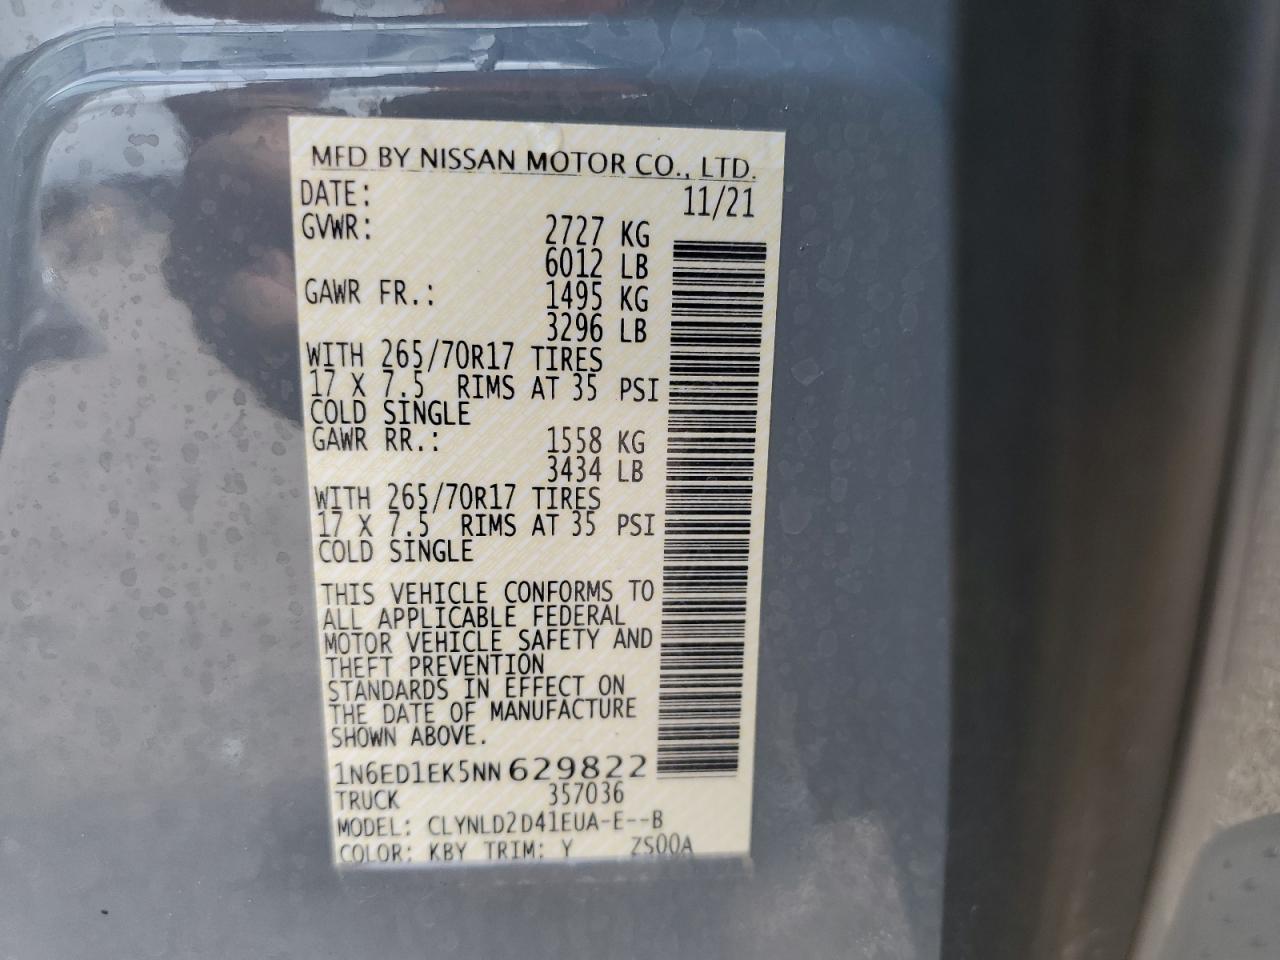 MFD BY NISSAN MOTOR CO., LTD.
DATE: 11/21
GVWR: 2727 KG
6012 LB
GAWR FR.: 1495 KG
3296 LB
WITH 265/70R17 TIRES
17 X 7.5 RIMS AT 35 PSI
COLD SINGLE
GAWR RR.: 1558 KG
3434 LB
WITH 265/70R17 TIRES
17 X 7.5 RIMS AT 35 PSI
COLD SINGLE
THIS VEHICLE CONFORMS TO
ALL APPLICABLE FEDERAL
MOTOR VEHICLE SAFETY AND
THEFT PREVENTION
STANDARDS IN EFFECT ON
THE DATE OF MANUFACTURE
SHOWN ABOVE.
1N6ED1EK5NN629822
TRUCK 357036
MODEL: CLYNLD2D41EUA-E--B
COLOR: KBY TRIM: Y ZS00A